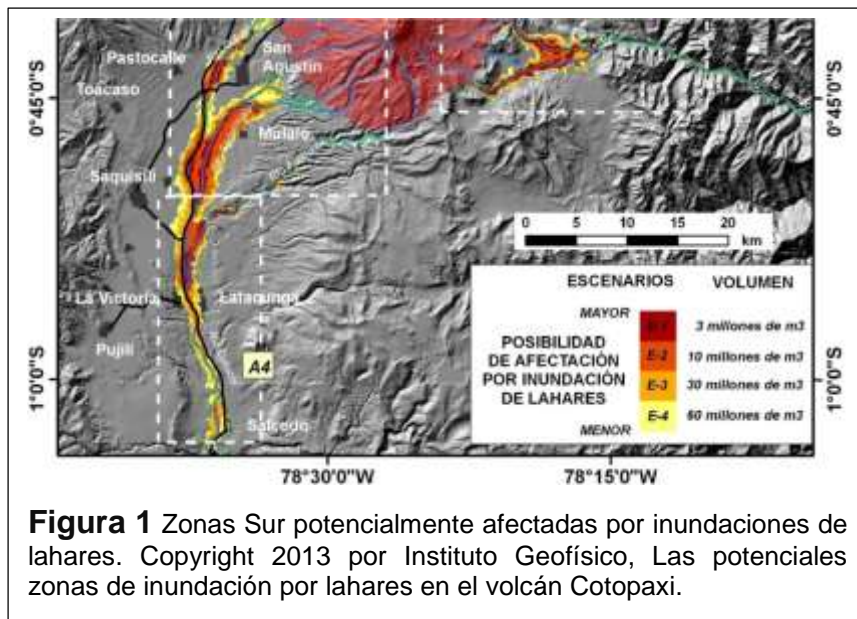 Pastocalle
San
Agustín
Toacaso
0°45'0"S
0°45'0"S
Mulaló
Saquisilí
0 5 10 15 20
km
ESCENARIOS VOLUMEN
MAYOR
POSIBILIDAD
DE AFECTACIÓN
POR INUNDACIÓN
DE LAHARES
MENOR
3 millones de m3
E-2 10 millones de m3
E-3 30 millones de m3
E-4 60 millones de m3
La Victoria
Latacunga
Pujilí
A4
Salcedo
1°0'0"S
1°0'0"S
78°30'0"W
78°15'0"W
Figura 1 Zonas Sur potencialmente afectadas por inundaciones de
lahares. Copyright 2013 por Instituto Geofísico, Las potenciales
zonas de inundación por lahares en el volcán Cotopaxi.